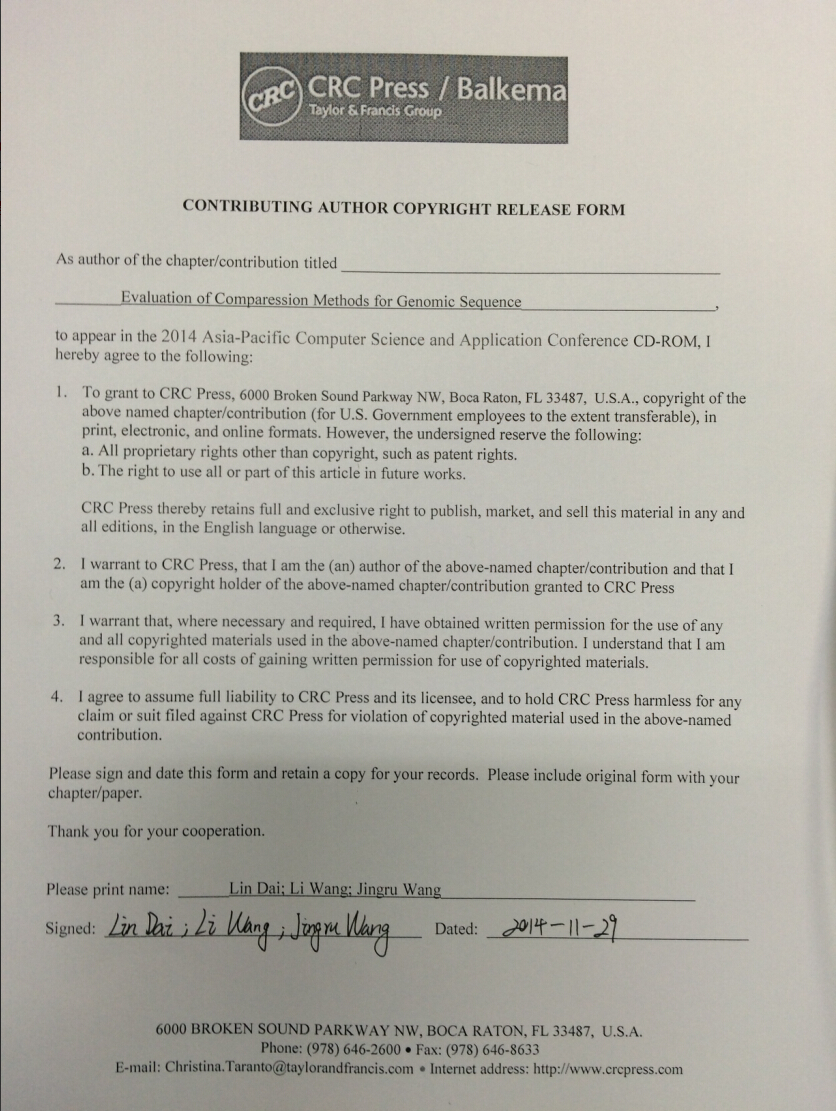 CRC CRC Press / Balkema
Taylor & Francis Group
CONTRIBUTING AUTHOR COPYRIGHT RELEASE FORM
As author of the chapter/contribution titled
Evaluation of Comparession Methods for Genomic Sequence ,
to appear in the 2014 Asia-Pacific Computer Science and Application Conference CD-ROM, I
hereby agree to the following:
1. To grant to CRC Press, 6000 Broken Sound Parkway NW, Boca Raton, FL 33487, U.S.A., copyright of the
above named chapter/contribution (for U.S. Government employees to the extent transferable), in
print, electronic, and online formats. However, the undersigned reserve the following:
a. All proprietary rights other than copyright, such as patent rights.
b. The right to use all or part of this article in future works.
CRC Press thereby retains full and exclusive right to publish, market, and sell this material in any and
all editions, in the English language or otherwise.
2. I warrant to CRC Press, that I am the (an) author of the above-named chapter/contribution and that I
am the (a) copyright holder of the above-named chapter/contribution granted to CRC Press
3. I warrant that, where necessary and required, I have obtained written permission for the use of any
and all copyrighted materials used in the above-named chapter/contribution. I understand that I am
responsible for all costs of gaining written permission for use of copyrighted materials.
4. I agree to assume full liability to CRC Press and its licensee, and to hold CRC Press harmless for any
claim or suit filed against CRC Press for violation of copyrighted material used in the above-named
contribution.
Please sign and date this form and retain a copy for your records. Please include original form with your
chapter/paper.
Thank you for your cooperation.
Please print name: Lin Dai; Li Wang; Jingru Wang
Signed: Lin Dai ; Li Wang ; Jingru Wang Dated: 2014-11-29
6000 BROKEN SOUND PARKWAY NW, BOCA RATON, FL 33487, U.S.A.
Phone: (978) 646-2600 • Fax: (978) 646-8633
E-mail: Christina.Taranto@taylorandfrancis.com • Internet address: http://www.crcpress.com